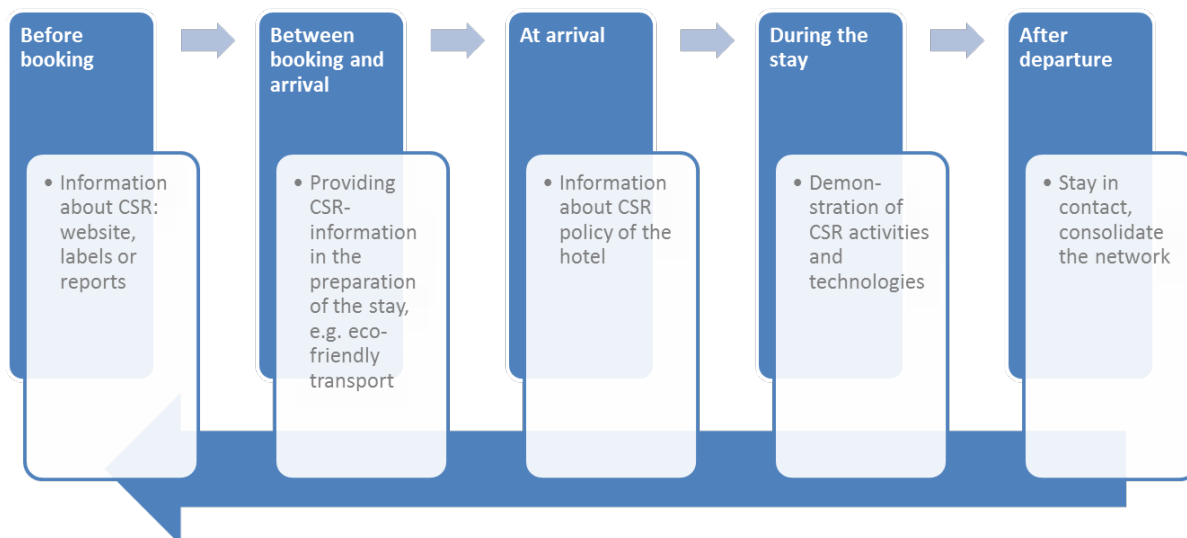 Before
booking
• Information
about CSR:
website,
labels or
reports
Between
booking and
arrival
• Providing
CSR-
information
in the
preparation
of the stay,
e.g. eco-
friendly
transport
At arrival
• Information
about CSR
policy of the
hotel
During the
stay
• Demon-
stration of
CSR activities
and
technologies
After
departure
• Stay in
contact,
consolidate
the network